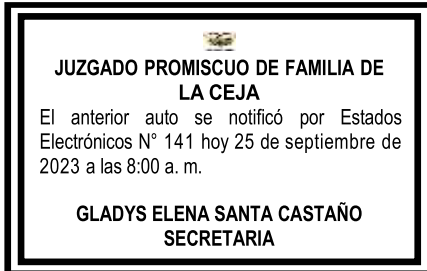 JUZGADO PROMISCUO DE FAMILIA DE
LA CEJA
El anterior auto se notificó por Estados
Electrónicos N° 141 hoy 25 de septiembre de
2023 a las 8:00 a. m.
GLADYS ELENA SANTA CASTAÑO
SECRETARIA